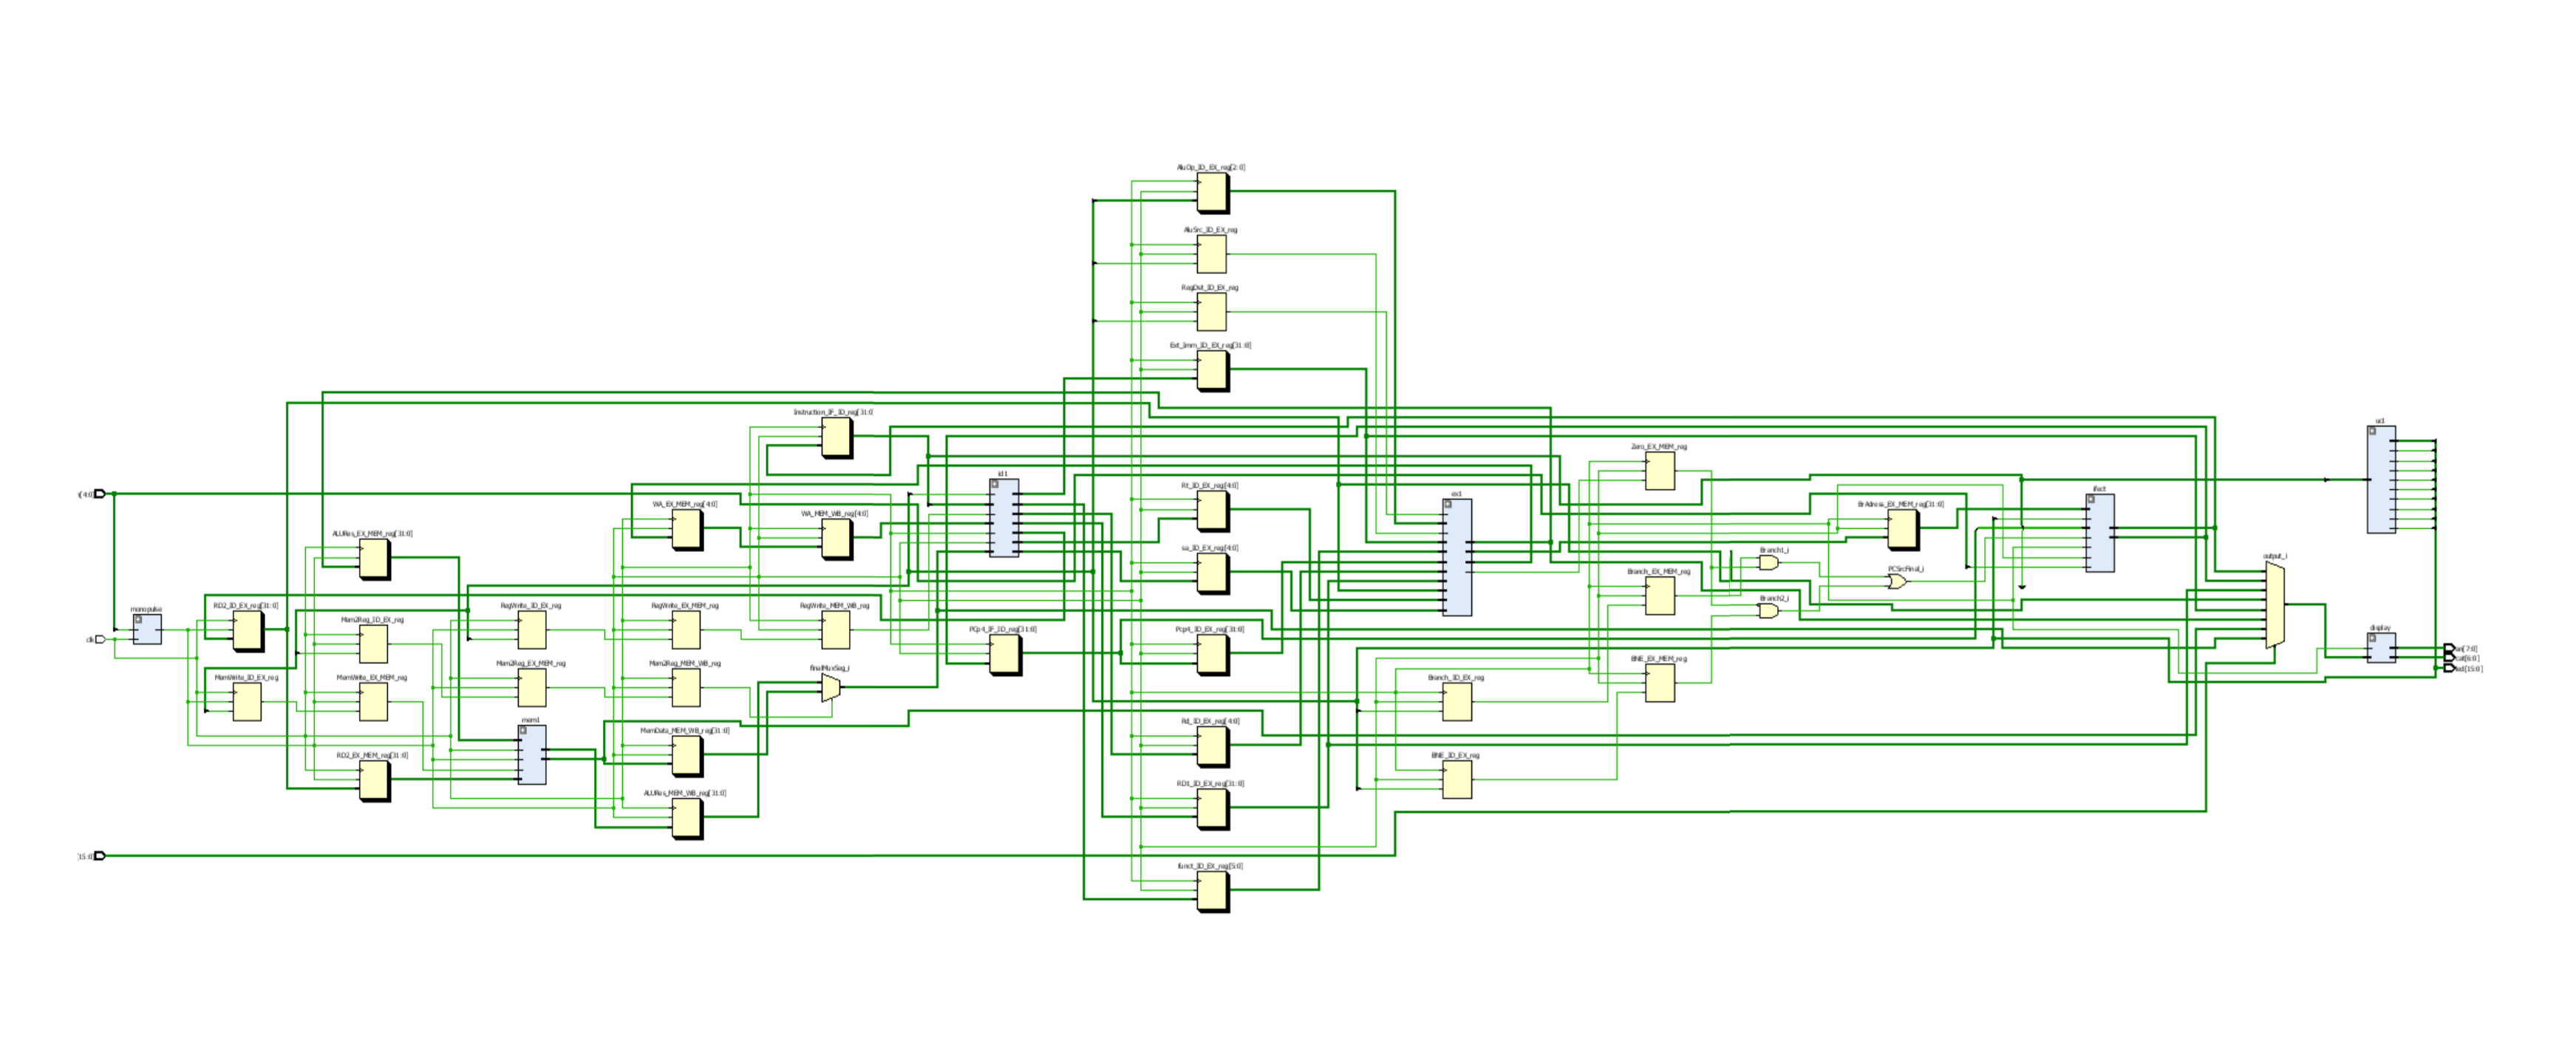 AluOp_ID_EX_reg[2:0]
AluSrc_ID_EX_reg
RegDst_ID_EX_reg
Ext_Imm_ID_EX_reg[31:0]
Instruction_IF_ID_reg[31:0]
uc1
Zero_EX_MEM_reg
id1
Rt_ID_EX_reg[4:0]
ex1
ifect
[4:0]
WA_EX_MEM_reg[4:0]
WA_MEM_WB_reg[4:0]
BrAdress_EX_MEM_reg[31:0]
ALURes_EX_MEM_reg[31:0]
sa_ID_EX_reg[4:0]
Branch1_i
output_i
Branch_EX_MEM_reg
PCSrcFinal_i
monopulse
RD2_ID_EX_reg[31:0]
RegWrite_ID_EX_reg
RegWrite_EX_MEM_reg
RegWrite_MEM_WB_reg
Branch2_i
Mem2Reg_ID_EX_reg
PCp4_IF_ID_reg[31:0]
Pcp4_ID_EX_reg[31:0]
display
clk
an[7:0]
cat[6:0]
led[15:0]
Mem2Reg_EX_MEM_reg
Mem2Reg_MEM_WB_reg
finalMuxSeg_i
BNE_EX_MEM_reg
MemWrite_ID_EX_reg
MemWrite_EX_MEM_reg
Branch_ID_EX_reg
mem1
MemData_MEM_WB_reg[31:0]
Rd_ID_EX_reg[4:0]
RD2_EX_MEM_reg[31:0]
BNE_ID_EX_reg
ALURes_MEM_WB_reg[31:0]
RD1_ID_EX_reg[31:0]
[15:0]
funct_ID_EX_reg[5:0]